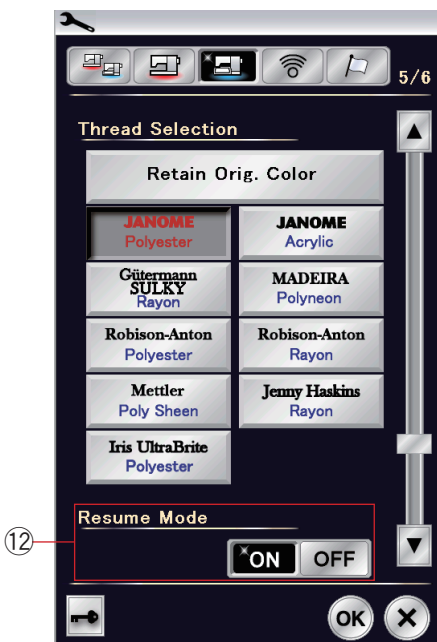 5/6
Thread Selection
Retain Orig. Color
JANOME
Polyester
JANOME
Acrylic
Gütermann
SULKY
Rayon
MADEIRA
Polyneon
Robison-Anton
Polyester
Robison-Anton
Rayon
Mettler
Poly Sheen
Jenny Haskins
Rayon
Iris UltraBrite
Polyester
⑫
Resume Mode
ON OFF
OK